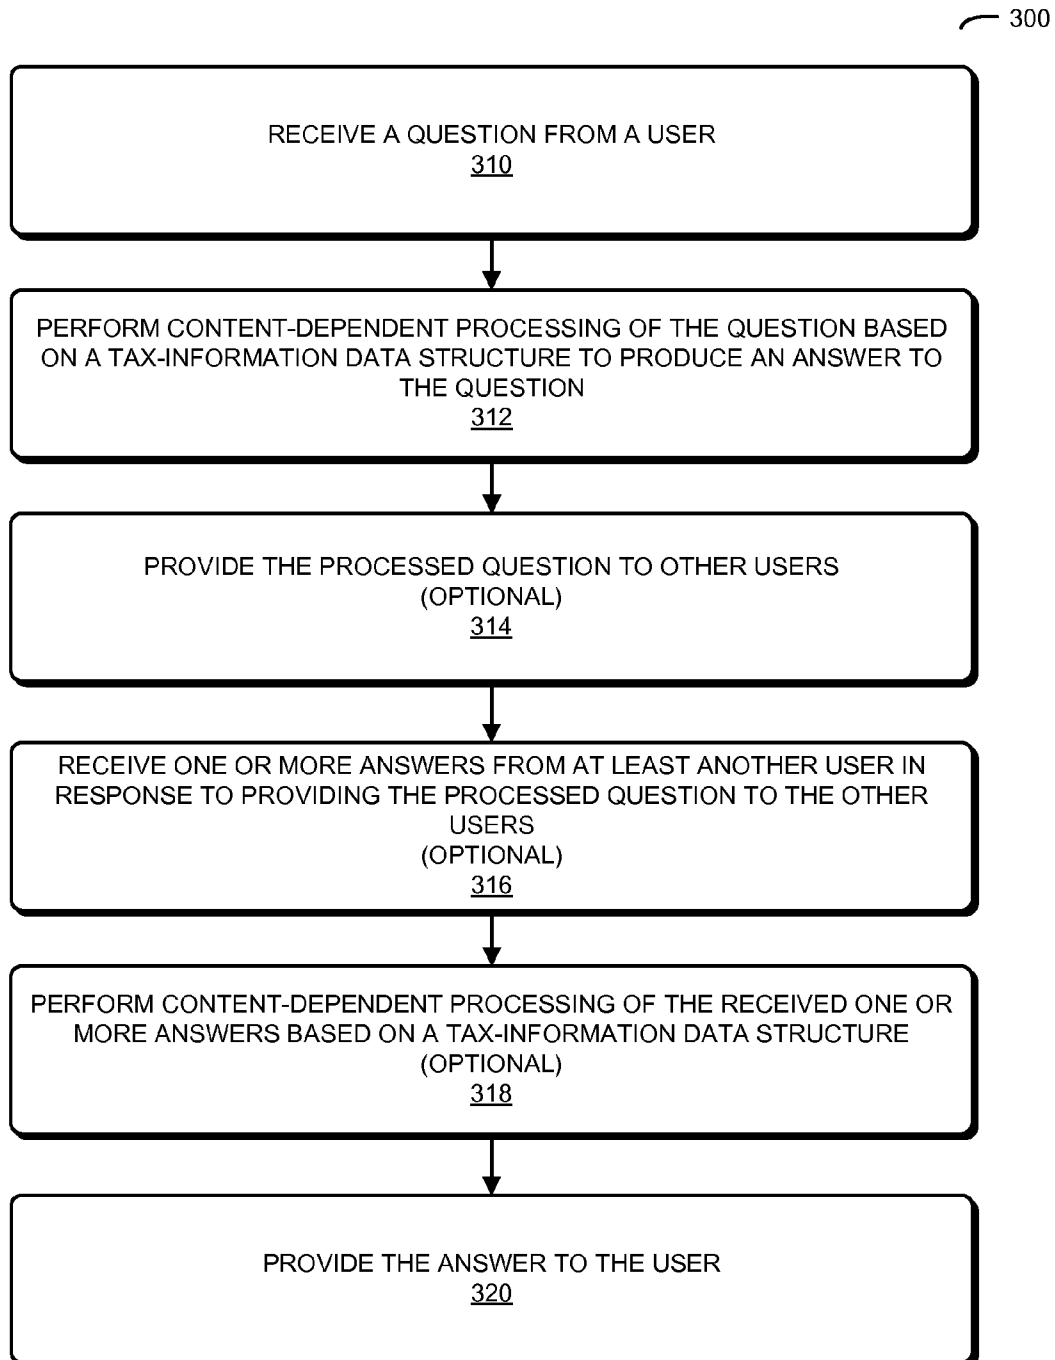 300
RECEIVE A QUESTION FROM A USER
310
PERFORM CONTENT-DEPENDENT PROCESSING OF THE QUESTION BASED
ON A TAX-INFORMATION DATA STRUCTURE TO PRODUCE AN ANSWER TO
THE QUESTION
312
PROVIDE THE PROCESSED QUESTION TO OTHER USERS
(OPTIONAL)
314
RECEIVE ONE OR MORE ANSWERS FROM AT LEAST ANOTHER USER IN
RESPONSE TO PROVIDING THE PROCESSED QUESTION TO THE OTHER
USERS
(OPTIONAL)
316
PERFORM CONTENT-DEPENDENT PROCESSING OF THE RECEIVED ONE OR
MORE ANSWERS BASED ON A TAX-INFORMATION DATA STRUCTURE
(OPTIONAL)
318
PROVIDE THE ANSWER TO THE USER
320